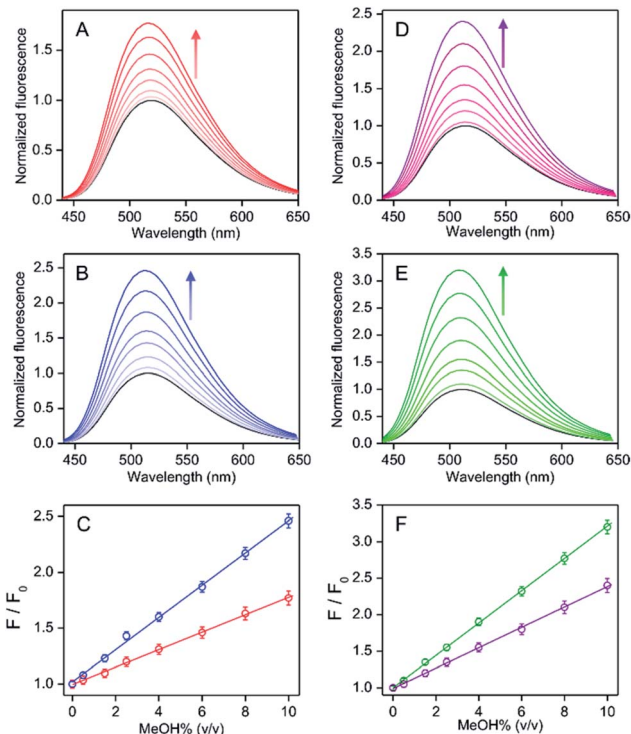 A
Normalized fluorescence
1.5
1.0
0.5
0.0
450 500 550 600 650
Wavelength (nm)
D
Normalized fluorescence
2.5
2.0
1.5
1.0
0.5
0.0
450 500 550 600 650
Wavelength (nm)
B
Normalized fluorescence
2.5
2.0
1.5
1.0
0.5
0.0
450 500 550 600 650
Wavelength (nm)
E
Normalized fluorescence
3.5
3.0
2.5
2.0
1.5
1.0
0.5
0.0
450 500 550 600 650
Wavelength (nm)
C
F / F0
2.5
2.0
1.5
1.0
0 2 4 6 8 10
MeOH% (v/v)
F
F / F0
3.5
3.0
2.5
2.0
1.5
1.0
0 2 4 6 8 10
MeOH% (v/v)